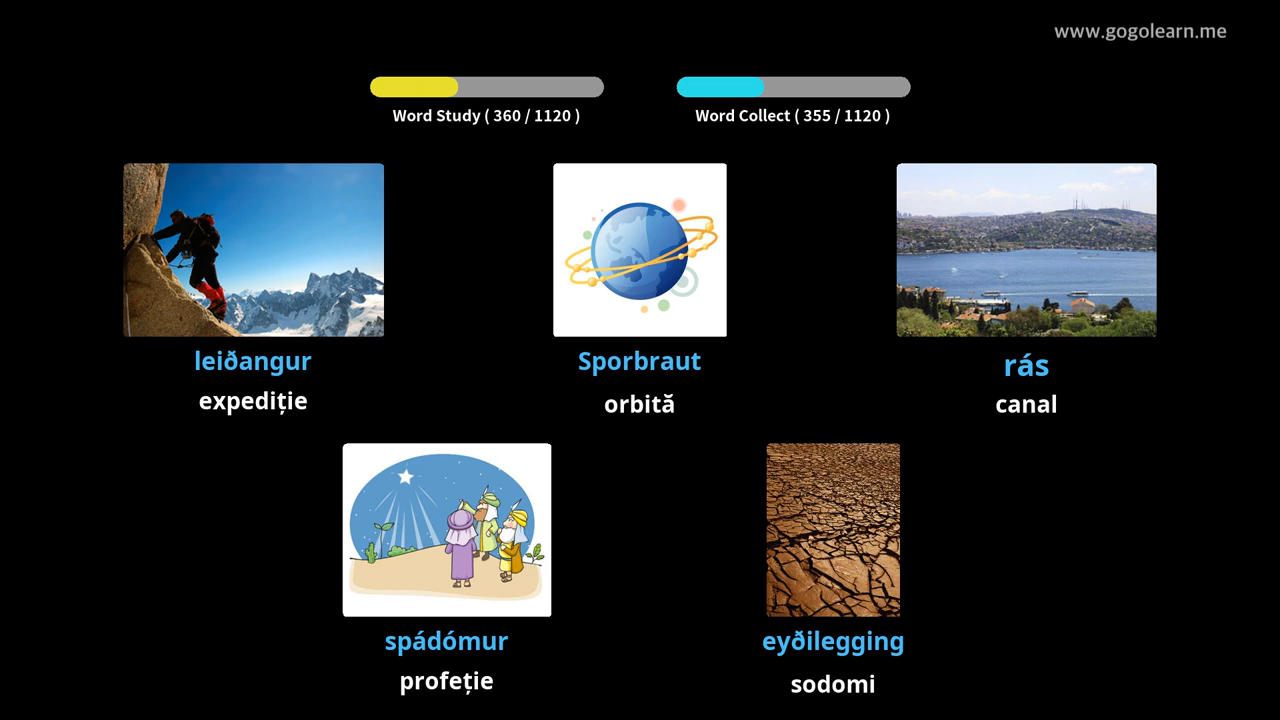 www.gogolearn.me
Word Study ( 360 / 1120 )
Word Collect ( 355 / 1120 )
leiðangur
expediție
Sporbraut
orbită
rás
canal
spádómur
profeție
eyðilegging
sodomi